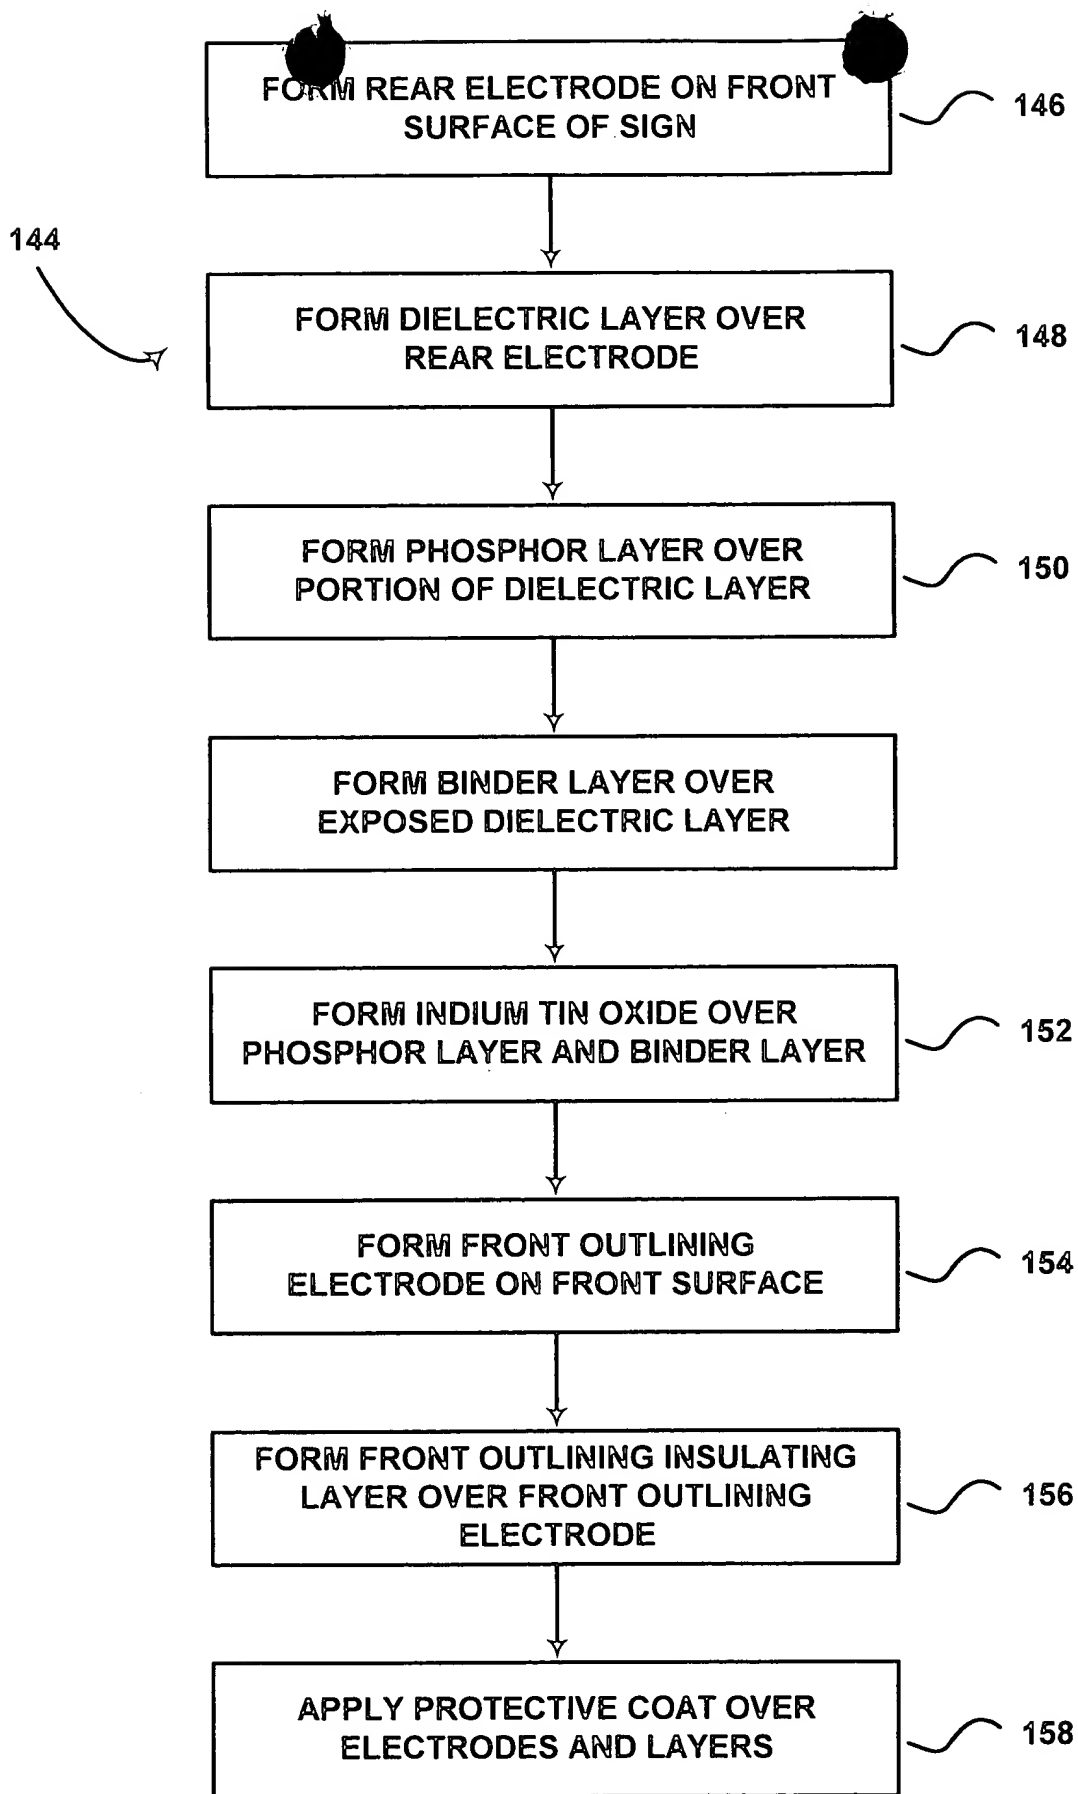 FORM REAR ELECTRODE ON FRONT
SURFACE OF SIGN
146
144
FORM DIELECTRIC LAYER OVER
REAR ELECTRODE
148
FORM PHOSPHOR LAYER OVER
PORTION OF DIELECTRIC LAYER
150
FORM BINDER LAYER OVER
EXPOSED DIELECTRIC LAYER
FORM INDIUM TIN OXIDE OVER
PHOSPHOR LAYER AND BINDER LAYER
152
FORM FRONT OUTLINING
ELECTRODE ON FRONT SURFACE
154
FORM FRONT OUTLINING INSULATING
LAYER OVER FRONT OUTLINING
ELECTRODE
156
APPLY PROTECTIVE COAT OVER
ELECTRODES AND LAYERS
158